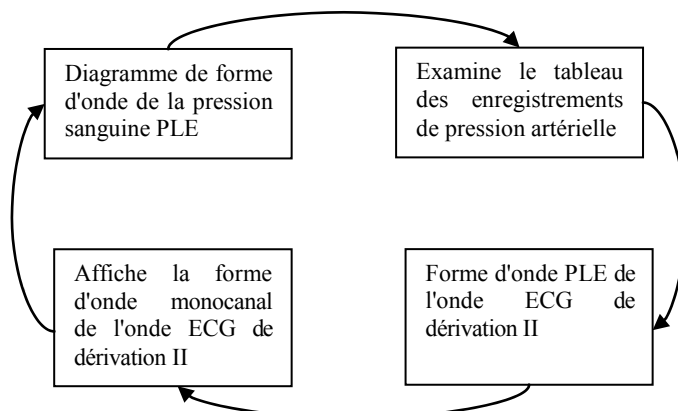 Diagramme de forme
d'onde de la pression
sanguine PLE
Examine le tableau
des enregistrements
de pression artérielle
Affiche la forme
d'onde monocanal
de l'onde ECG de
dérivation II
Forme d'onde PLE de
l'onde ECG de
dérivation II